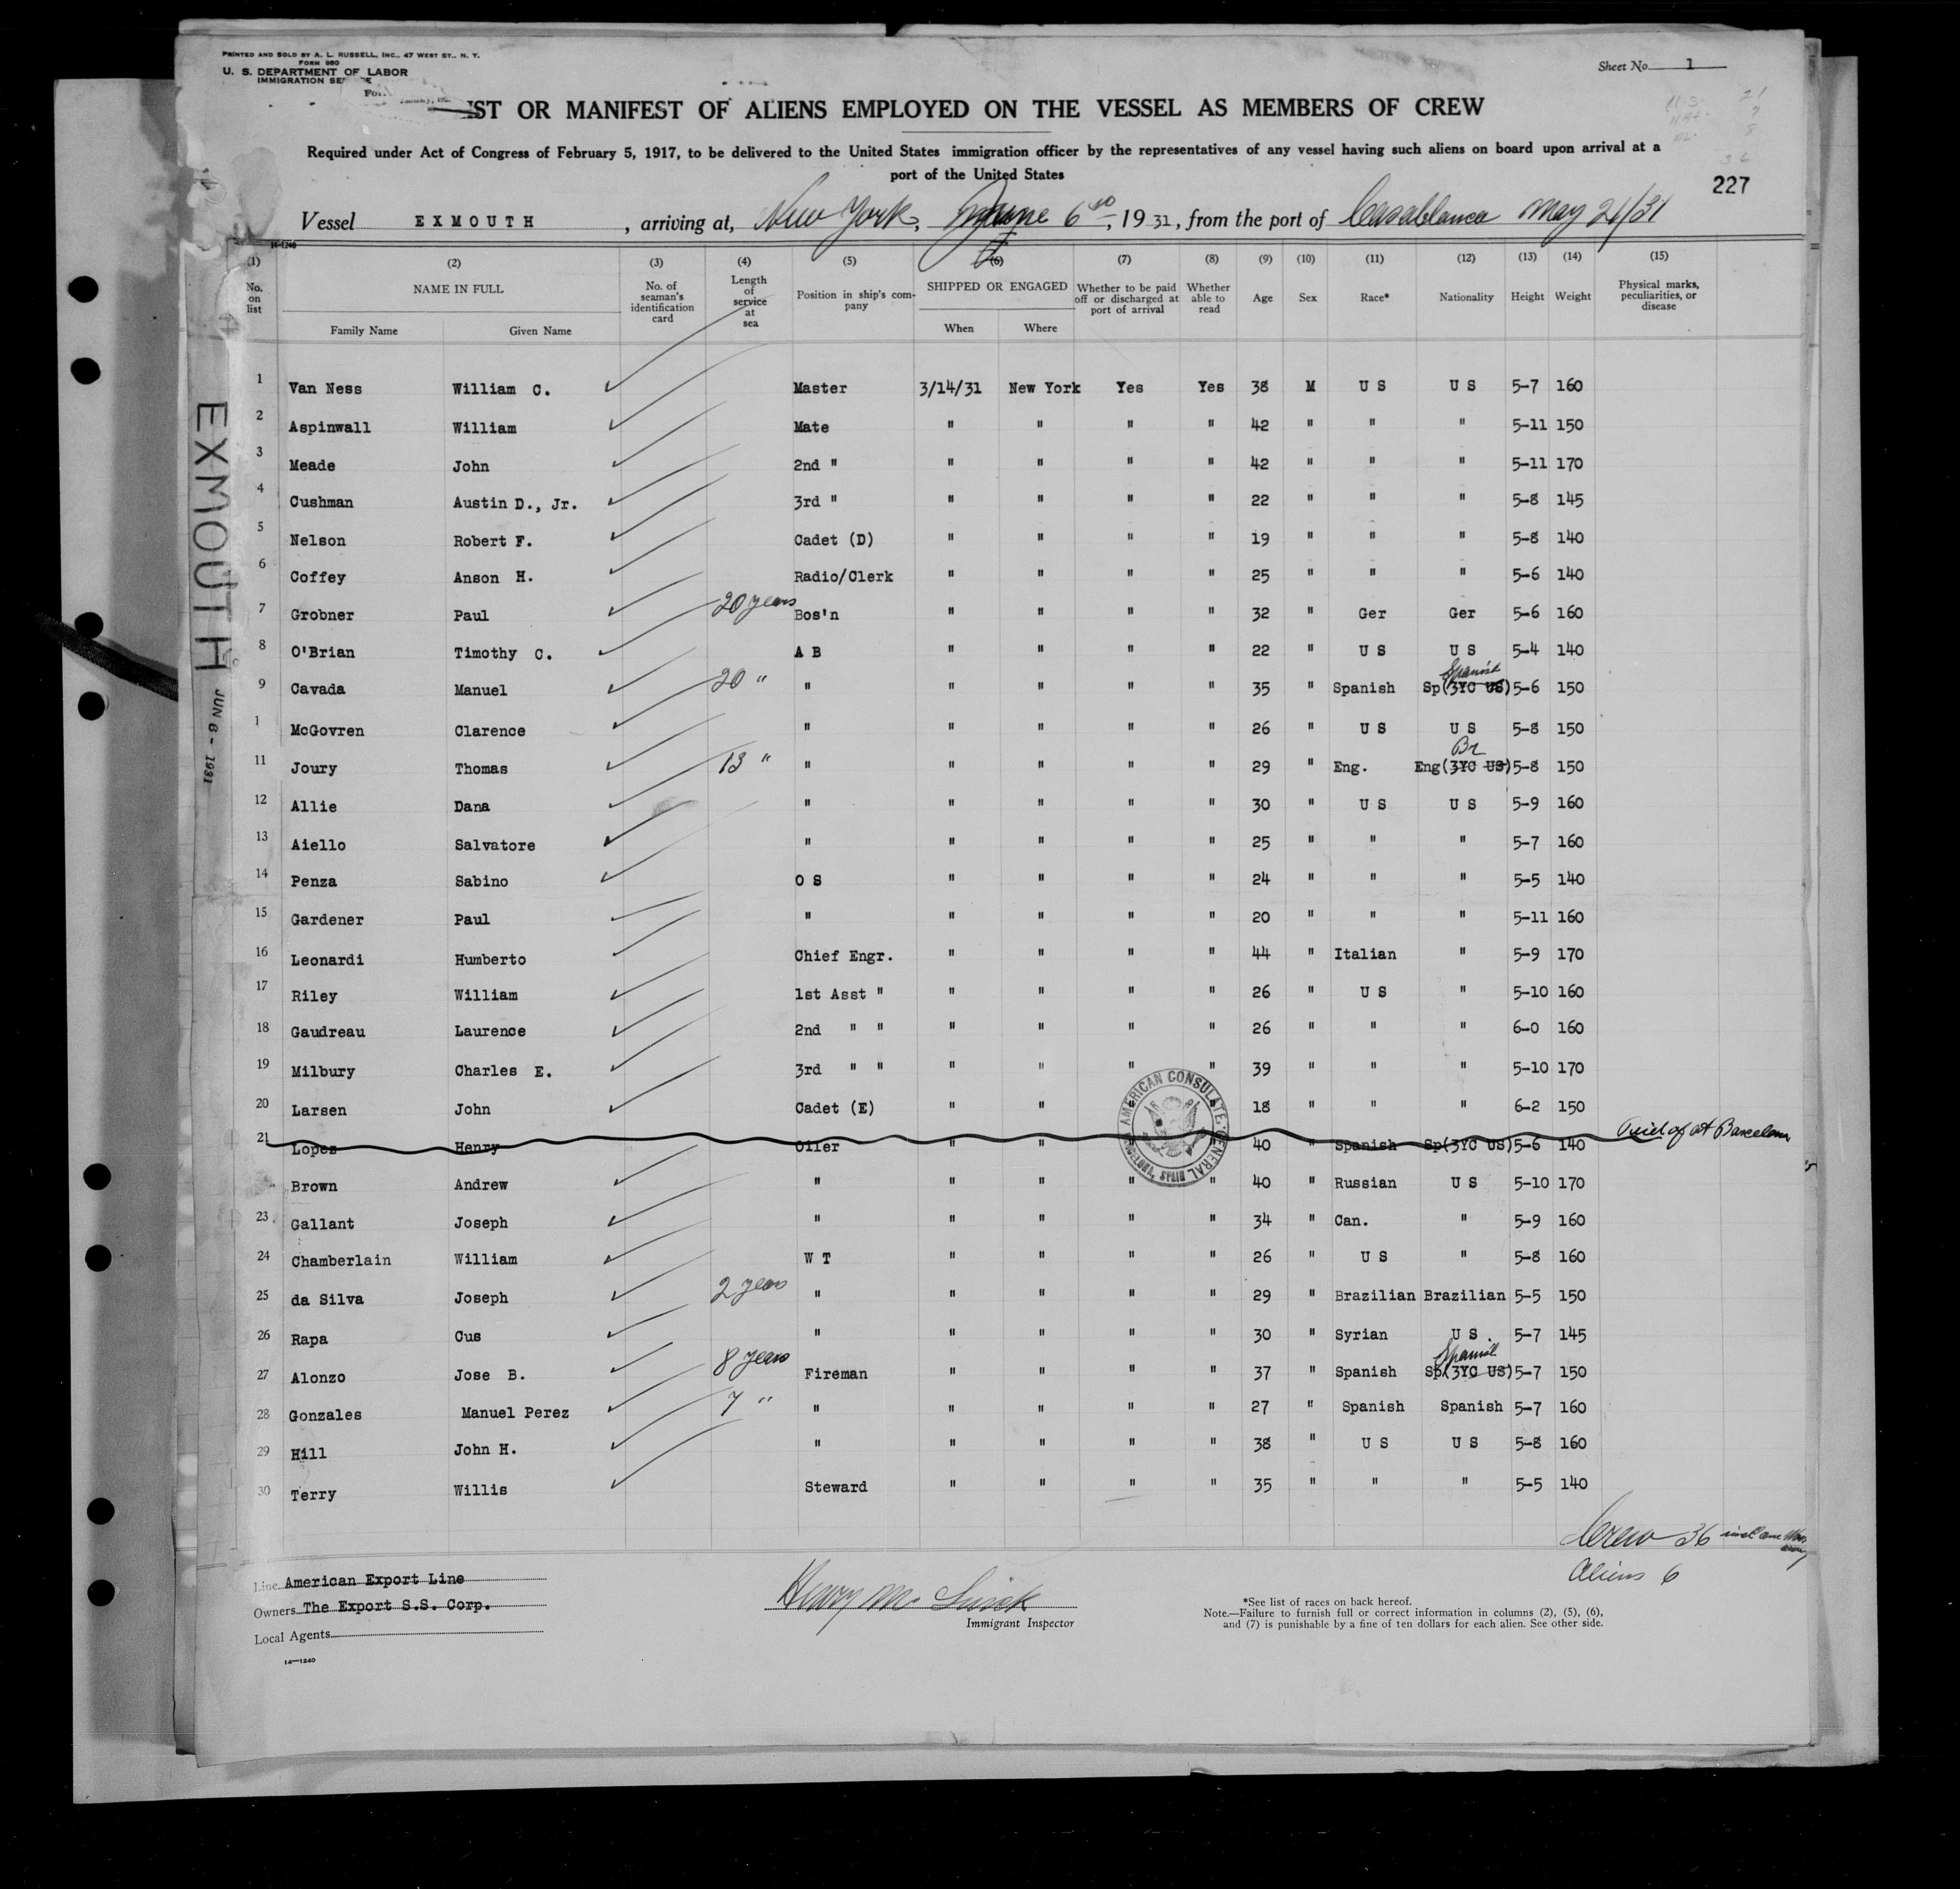 PRINTED AND SOLD BY A. L. RUSSELL, INC., 47 WEST ST., N. Y.
FORM 680
U. S. DEPARTMENT OF LABOR
IMMIGRATION SE
Sheet No. 1
IST OR MANIFEST OF ALIENS EMPLOYED ON THE VESSEL AS MEMBERS OF CREW
Required under Act of Congress of February 5, 1917, to be delivered to the United States immigration officer by the representatives of any vessel having such aliens on board upon arrival at a
port of the United States
227
Vessel EXMOUTH, arriving at, New York, June 6, 1931, from the port of Casablanca May 21/31
14-1240
(1) (2) (3) (4) (5) (6) (7) (8) (9) (10) (11) (12) (13) (14) (15)
No. on list NAME IN FULL Family Name Given Name No. of seaman's identification card Length of service at sea Position in ship's company SHIPPED OR ENGAGED When Where Whether to be paid off or discharged at port of arrival Whether able to read Age Sex Race* Nationality Height Weight Physical marks, peculiarities, or disease
1 Van Ness William C. Master 3/14/31 New York Yes Yes 38 M U S U S 5-7 160
2 Aspinwall William Mate " " " " 42 " " " 5-11 150
3 Meade John 2nd " " " " " 42 " " " 5-11 170
4 Cushman Austin D., Jr. 3rd " " " " " 22 " " " 5-8 145
5 Nelson Robert F. Cadet (D) " " " " 19 " " " 5-8 140
6 Coffey Anson H. Radio/Clerk " " " " 25 " " " 5-6 140
7 Grobner Paul 20 years Bos'n " " " " 32 " Ger Ger 5-6 160
8 O'Brian Timothy C. A B " " " " 22 " U S U S 5-4 140
9 Cavada Manuel 20 " " " " " " 35 " Spanish Sp(3YC US) Spanish 5-6 150
1 McGovren Clarence " " " " " 26 " U S U S 5-8 150
11 Joury Thomas 13 " " " " " " 29 " Eng. Eng(3YC US) Br 5-8 150
12 Allie Dana " " " " " 30 " U S U S 5-9 160
13 Aiello Salvatore " " " " " 25 " " " 5-7 160
14 Penza Sabino O S " " " " 24 " " " 5-5 140
15 Gardener Paul " " " " " 20 " " " 5-11 160
16 Leonardi Humberto Chief Engr. " " " " 44 " Italian " 5-9 170
17 Riley William 1st Asst " " " " " 26 " U S " 5-10 160
18 Gaudreau Laurence 2nd " " " " " " 26 " " " 6-0 160
19 Milbury Charles E. 3rd " " " " " " 39 " " " 5-10 170
20 Larsen John Cadet (E) " " " " 18 " " " 6-2 150
21 Lopez Henry Oiler " " " " 40 " Spanish Sp(3YC US) 5-6 140 Paid of at Barcelona
Brown Andrew " " " " " 40 " Russian U S 5-10 170
23 Gallant Joseph " " " " " 34 " Can. " 5-9 160
24 Chamberlain William W T " " " " 26 " U S " 5-8 160
25 da Silva Joseph 2 years " " " " " 29 " Brazilian Brazilian 5-5 150
26 Rapa Cus " " " " " 30 " Syrian U S 5-7 145
27 Alonzo Jose B. 8 years Fireman " " " " 37 " Spanish Sp(3YC US) Spanish 5-7 150
28 Gonzales Manuel Perez 7 " " " " " " 27 " Spanish Spanish 5-7 160
29 Hill John H. " " " " " 38 " U S U S 5-8 160
30 Terry Willis Steward " " " " 35 " " " 5-5 140
AMERICAN CONSULATE GENERAL SPAIN
EXMOUTH
JUN 6 - 1931
Crew 36
Aliens 6
Line American Export Line
Owners The Export S.S. Corp.
Local Agents
14-1240
Henry M.
Immigrant Inspector
*See list of races on back hereof.
Note.—Failure to furnish full or correct information in columns (2), (5), (6),
and (7) is punishable by a fine of ten dollars for each alien. See other side.